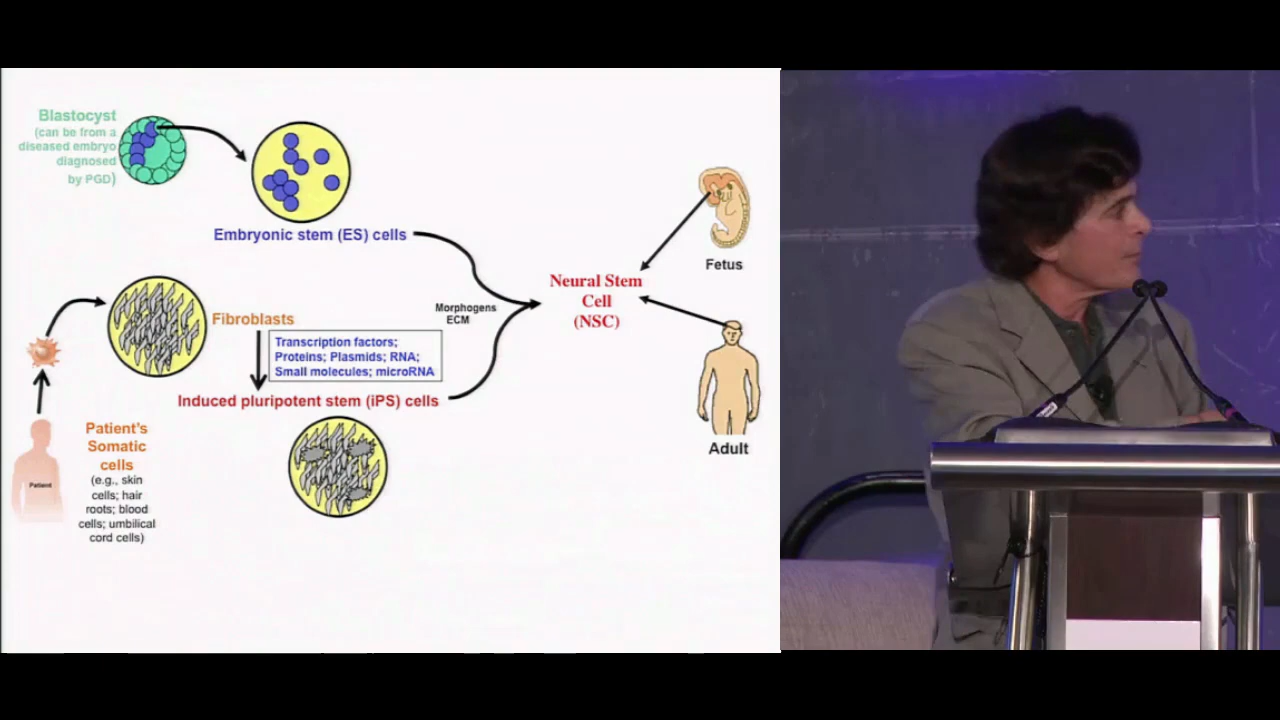 Blastocyst
(can be from a
diseased embryo
diagnosed
by PGD)
Embryonic stem (ES) cells
Fibroblasts
Transcription factors;
Proteins; Plasmids; RNA;
Small molecules; microRNA
Induced pluripotent stem (iPS) cells
Patient
Patient's
Somatic
cells
(e.g., skin
cells; hair
roots; blood
cells; umbilical
cord cells)
Morphogens
ECM
Neural Stem
Cell
(NSC)
Fetus
Adult